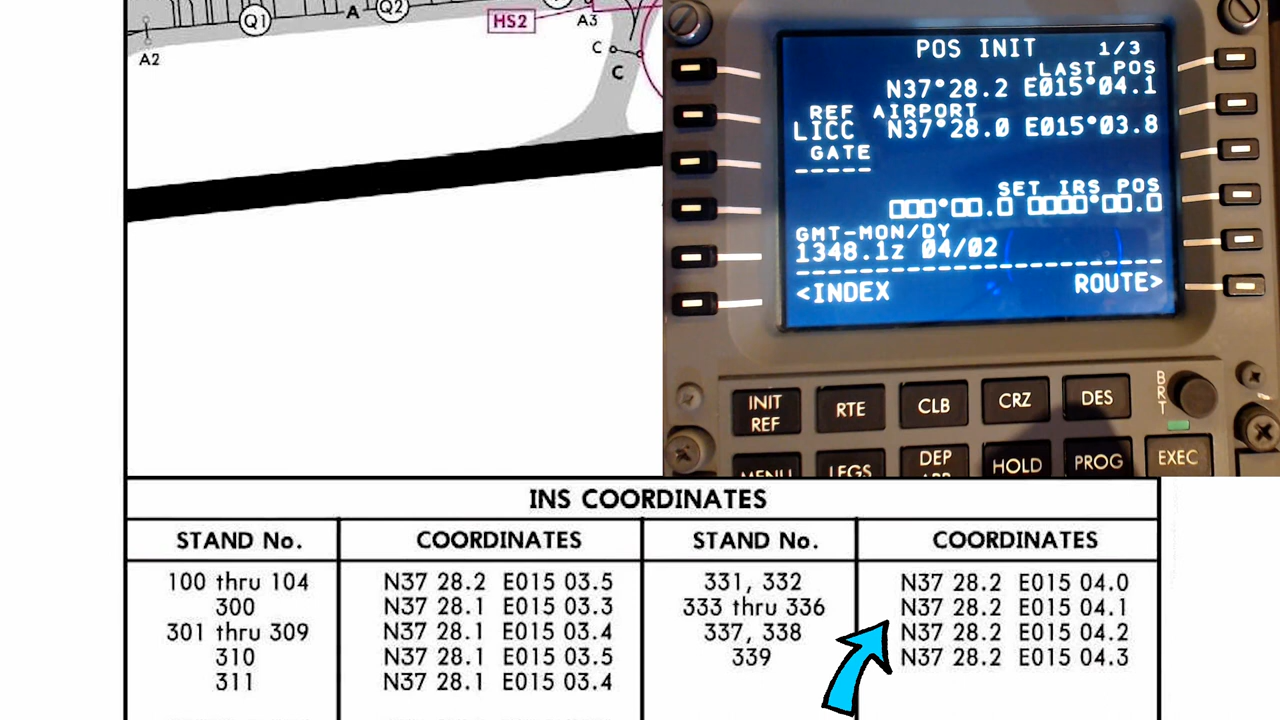 Q1
A
Q2
HS2
A3
A2
C
C
POS INIT 1/3
LAST POS
N37°28.2 E015°04.1
REF AIRPORT
LICC N37°28.0 E015°03.8
GATE
-----
SET IRS POS
□□□°□□.□ □□□□°□□.□
GMT-MON/DY
1348.1z 04/02
<INDEX ROUTE>
INIT REF
RTE
CLB
CRZ
DES
BRT
MENU
LEGS
DEP
HOLD
PROG
EXEC
INS COORDINATES
STAND No. COORDINATES STAND No. COORDINATES
100 thru 104 N37 28.2 E015 03.5 331, 332 N37 28.2 E015 04.0
300 N37 28.1 E015 03.3 333 thru 336 N37 28.2 E015 04.1
301 thru 309 N37 28.1 E015 03.4 337, 338 N37 28.2 E015 04.2
310 N37 28.1 E015 03.5 339 N37 28.2 E015 04.3
311 N37 28.1 E015 03.4